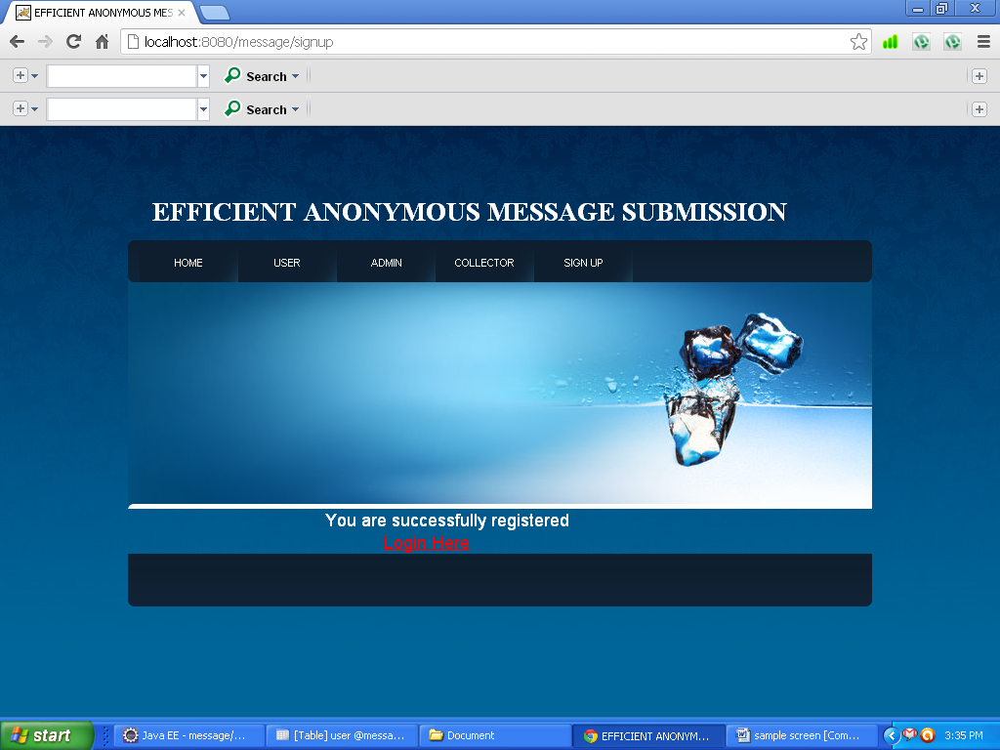 EFFICIENT ANONYMOUS MES
localhost:8080/message/signup
Search
Search
EFFICIENT ANONYMOUS MESSAGE SUBMISSION
HOME USER ADMIN COLLECTOR SIGN UP
You are successfully registered
Login Here
start Java EE - message/... [Table] user @messa... Document EFFICIENT ANONYM... sample screen [Com... 3:35 PM